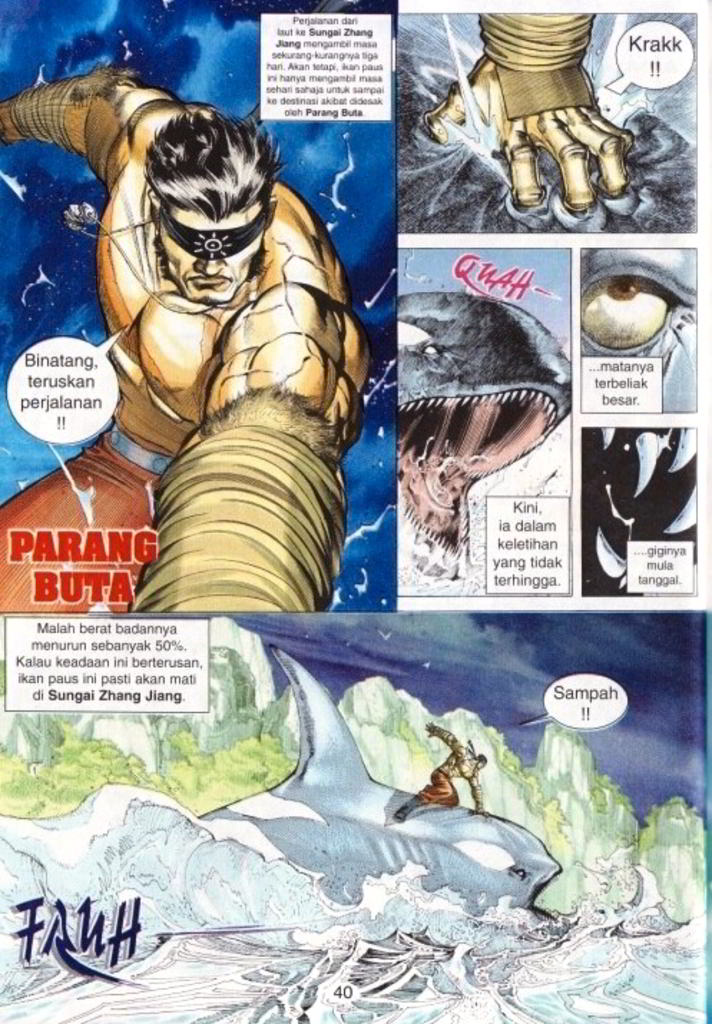 Perjalanan dari
laut ke Sungai Zhang
Jiang mengambil masa
sekurang-kurangnya tiga
hari. Akan tetapi, ikan paus
ini hanya mengambil masa
sehari sahaja untuk sampai
ke destinasi akibat didesak
oleh Parang Buta.
Binatang,
teruskan
perjalanan
!!
PARANG
BUTA
Krakk
!!
QUAH
Kini,
ia dalam
keletihan
yang tidak
terhingga.
...matanya
terbeliak
besar.
....giginya
mula
tanggal.
Malah berat badannya
menurun sebanyak 50%.
Kalau keadaan ini berterusan,
ikan paus ini pasti akan mati
di Sungai Zhang Jiang.
Sampah
!!
FAUH
40